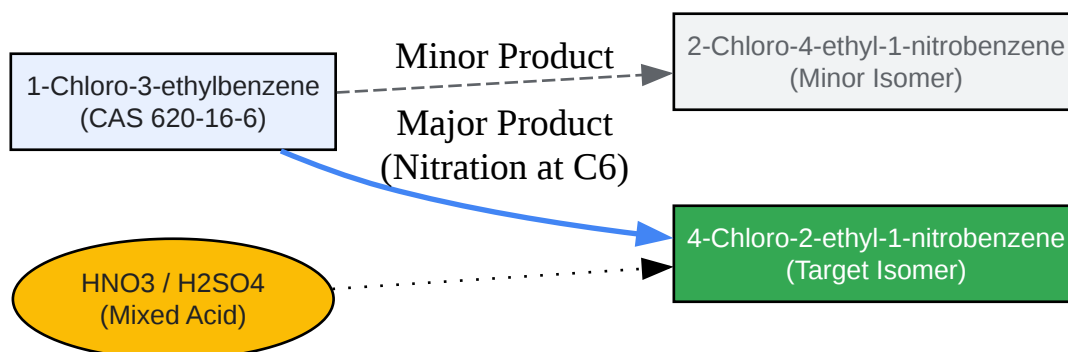 1-Chloro-3-ethylbenzene
(CAS 620-16-6)
Minor Product
2-Chloro-4-ethyl-1-nitrobenzene
(Minor Isomer)
Major Product
(Nitration at C6)
4-Chloro-2-ethyl-1-nitrobenzene
(Target Isomer)
HNO3 / H2SO4
(Mixed Acid)